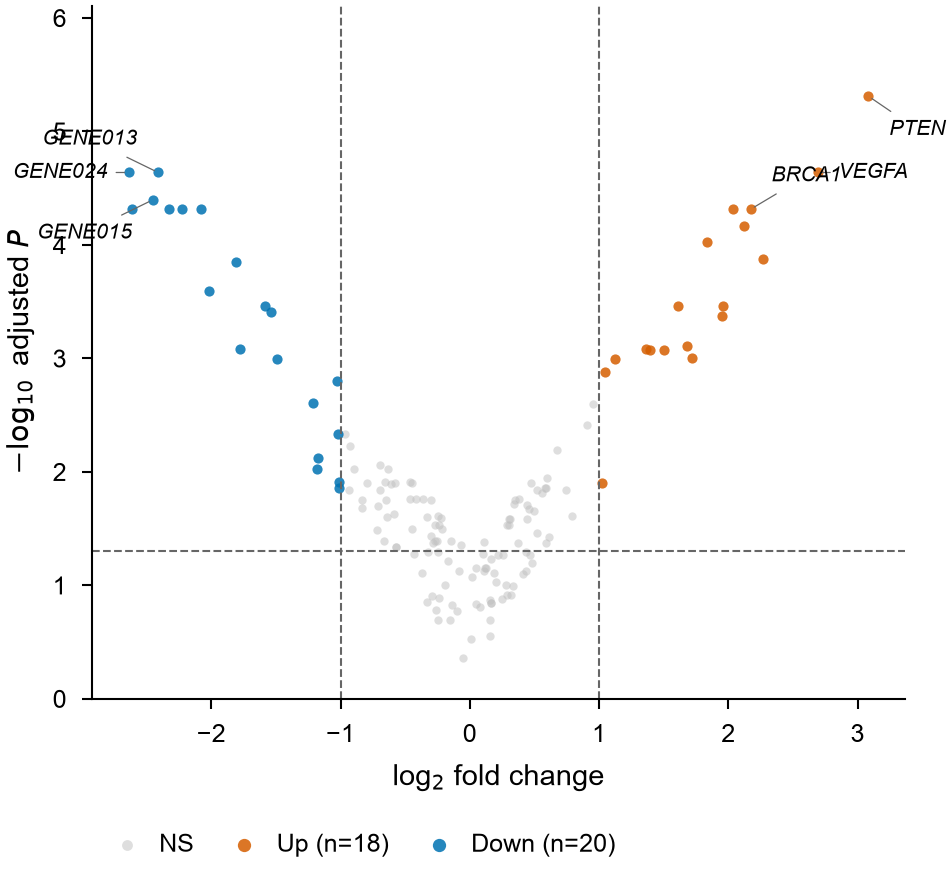 6
PTEN
5
GENE013
GENE024
BRCA1
VEGFA
GENE015
4
3
2
1
0
−log₁₀ adjusted P
−2 −1 0 1 2 3
log₂ fold change
NS Up (n=18) Down (n=20)